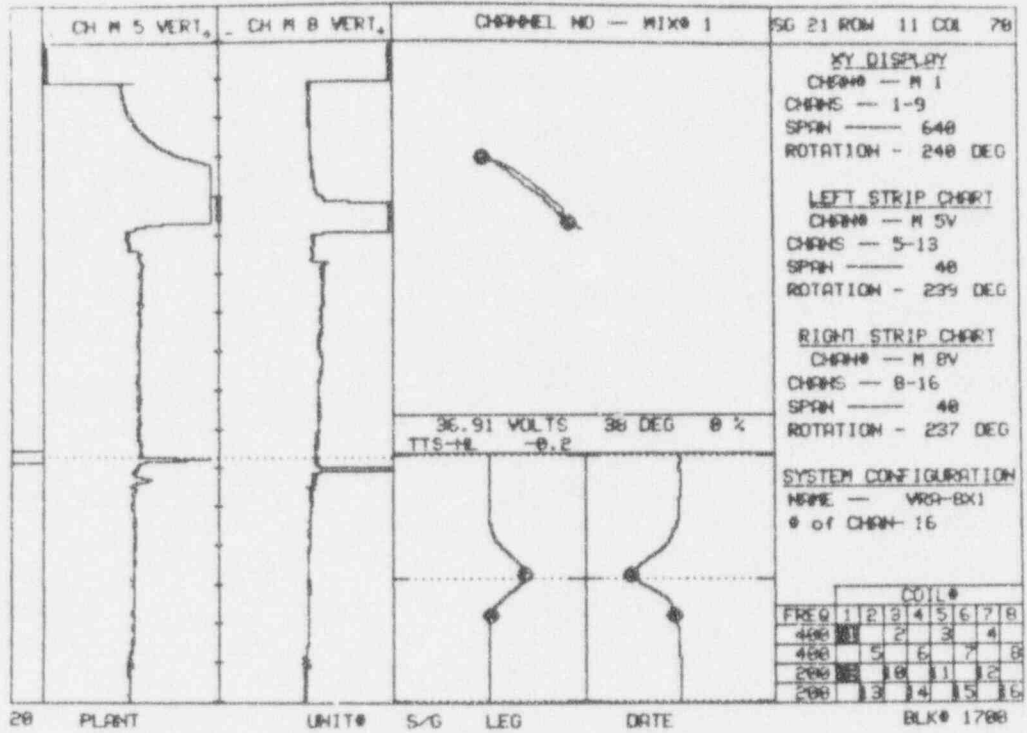 CH M 5 VERT. CH M 8 VERT. CHANNEL NO — MIX# 1 SG 21 ROW 11 COL 70
XY DISPLAY
CHAN# — M 1
CHANS — 1-9
SPAN —— 640
ROTATION - 240 DEG
LEFT STRIP CHART
CHAN# — M 5V
CHANS — 5-13
SPAN —— 40
ROTATION - 239 DEG
RIGHT STRIP CHART
CHAN# — M 8V
CHANS — 8-16
SPAN —— 40
ROTATION - 237 DEG
36.91 VOLTS 38 DEG 0 %
TTS-HL -0.2
SYSTEM CONFIGURATION
NAME — VRA-8X1
# of CHAN- 16
COIL#
FREQ 1 2 3 4 5 6 7 8
400 2 3 4
400 5 6 7 8
200 10 11 12
200 13 14 15 16
20 PLANT UNIT# S/G LEG DATE BLK# 1700